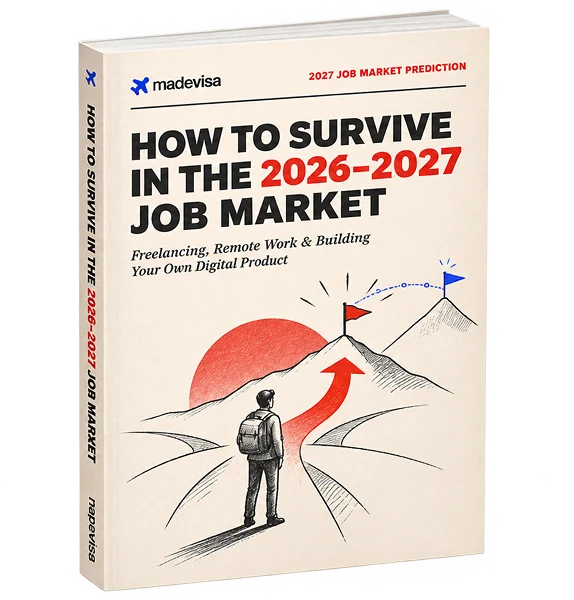 madevisa
2027 JOB MARKET PREDICTION
HOW TO SURVIVE
IN THE 2026–2027
JOB MARKET
Freelancing, Remote Work & Building
Your Own Digital Product
HOW TO SURVIVE IN THE 2026–2027 JOB MARKET
napevisa